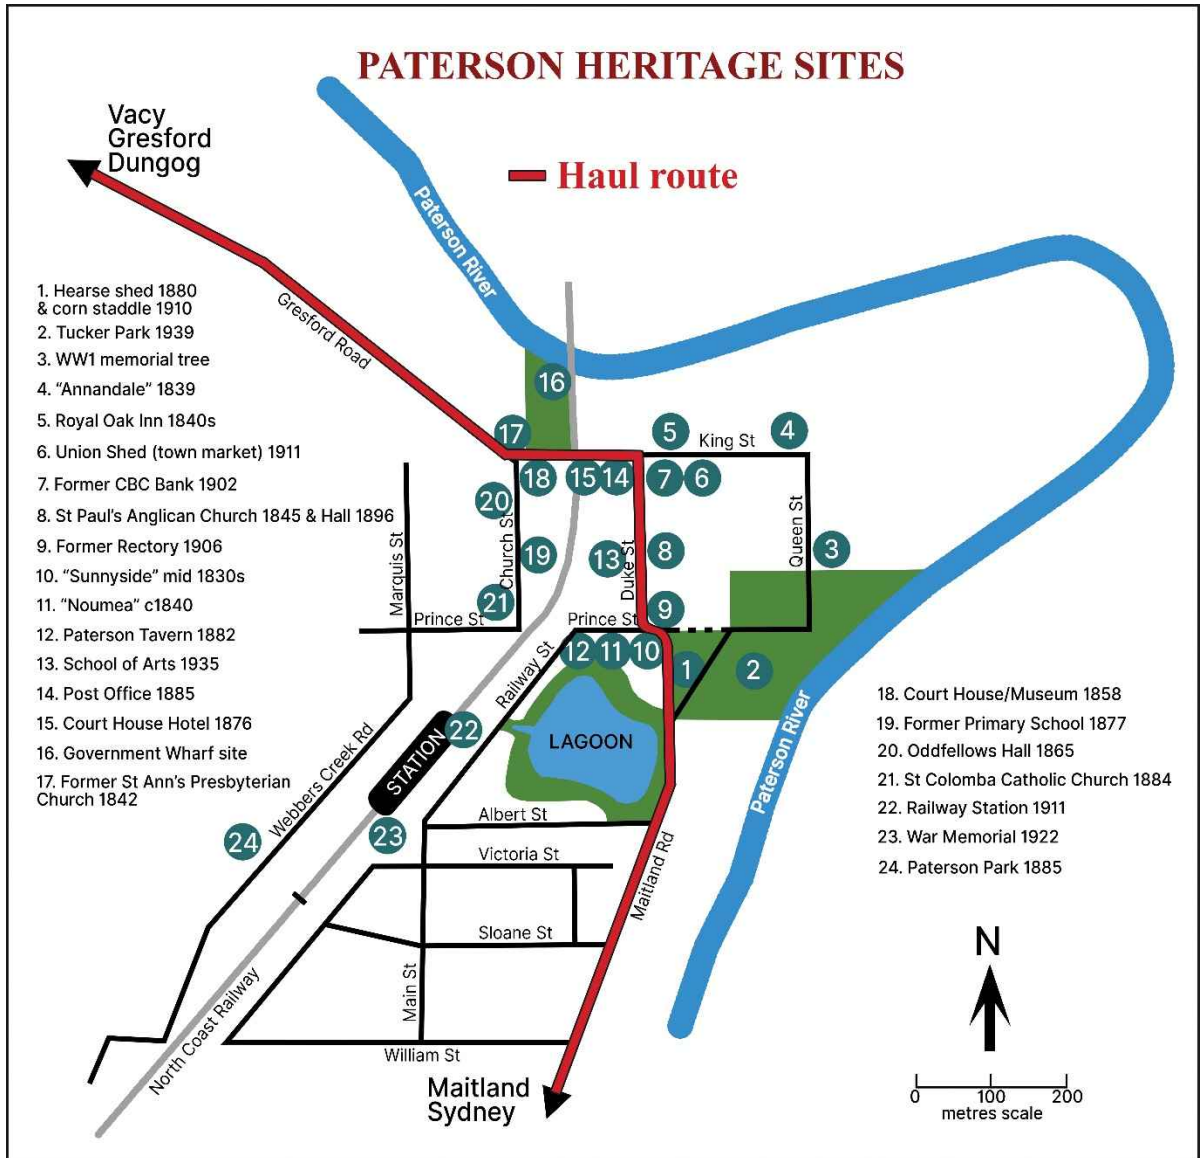 PATERSON HERITAGE SITES
Vacy
Gresford
Dungog
Haul route
Paterson River
Gresford Road
1. Hearse shed 1880
& corn staddle 1910
2. Tucker Park 1939
3. WW1 memorial tree
4. “Annandale” 1839
5. Royal Oak Inn 1840s
6. Union Shed (town market) 1911
7. Former CBC Bank 1902
8. St Paul’s Anglican Church 1845 & Hall 1896
9. Former Rectory 1906
10. “Sunnyside” mid 1830s
11. “Noumea” c1840
12. Paterson Tavern 1882
13. School of Arts 1935
14. Post Office 1885
15. Court House Hotel 1876
16. Government Wharf site
17. Former St Ann’s Presbyterian
Church 1842
16
17
5
King St
4
18
15
14
7
6
20
Church St
19
13
Duke St
8
Queen St
3
Marquis St
21
Prince St
Prince St
9
12
11
10
1
2
Railway St
22
STATION
LAGOON
Paterson River
Webbers Creek Rd
24
23
Albert St
Victoria St
Maitland Rd
Sloane St
Main St
North Coast Railway
William St
Maitland
Sydney
18. Court House/Museum 1858
19. Former Primary School 1877
20. Oddfellows Hall 1865
21. St Colomba Catholic Church 1884
22. Railway Station 1911
23. War Memorial 1922
24. Paterson Park 1885
N
0 100 200
metres scale